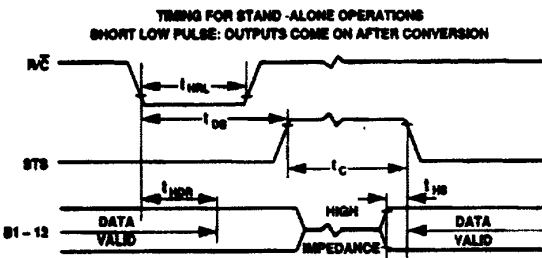 TIMING FOR STAND -ALONE OPERATIONS
SHORT LOW PULSE: OUTPUTS COME ON AFTER CONVERSION
R/C̅
tHRL
tDS
STS
tC
tHDR
HIGH
tHS
DATA
DATA
B1 – 12
VALID
IMPEDANCE
VALID